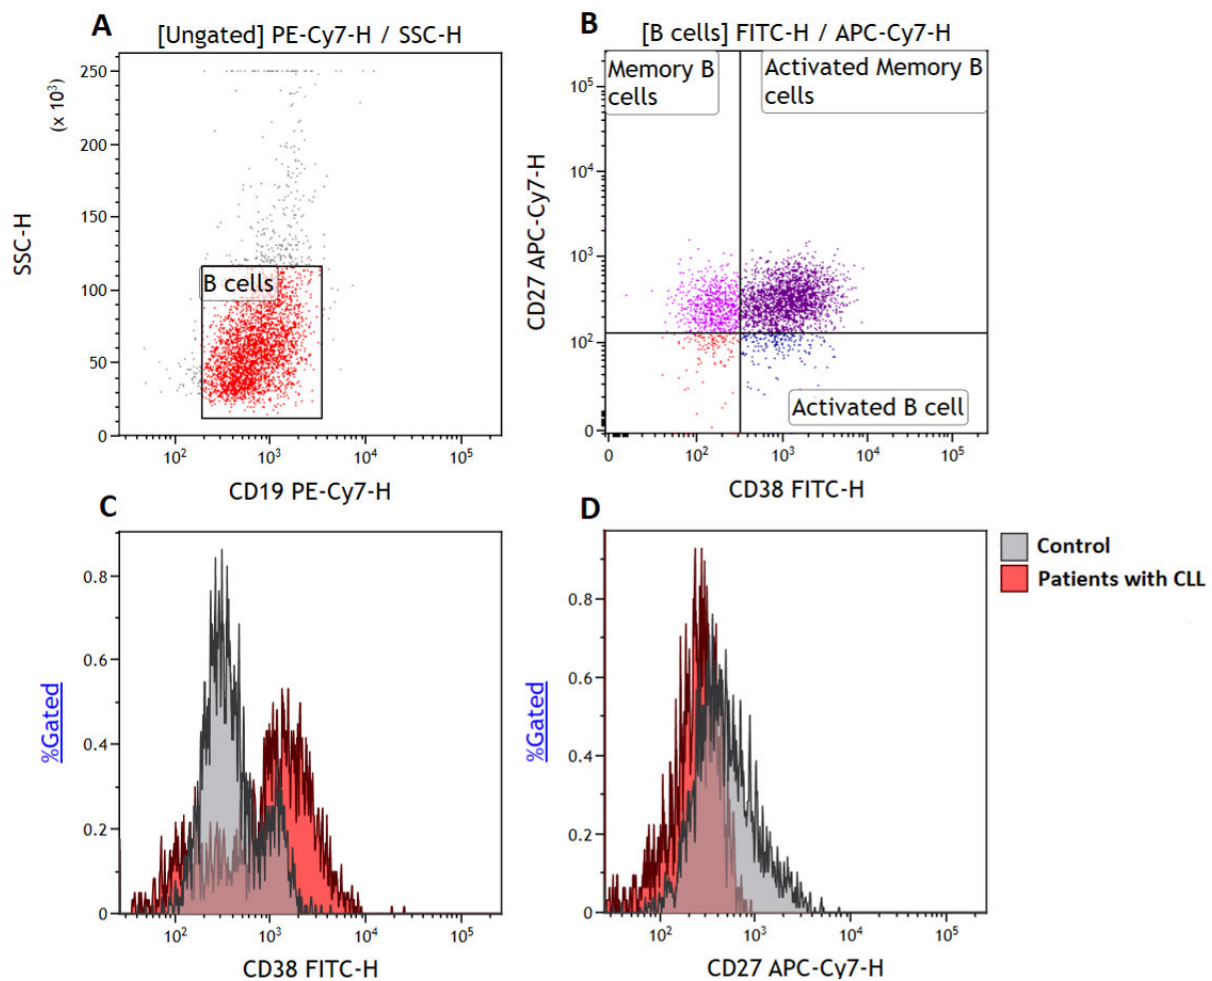 A
[Ungated] PE-Cy7-H / SSC-H
(x 10³)
250
200
150
100
50
0
SSC-H
B cells
10²
10³
10⁴
10⁵
CD19 PE-Cy7-H
B
[B cells] FITC-H / APC-Cy7-H
Memory B
cells
Activated Memory B
cells
CD27 APC-Cy7-H
10⁵
10⁴
10³
10²
0
Activated B cell
0
10²
10³
10⁴
10⁵
CD38 FITC-H
C
%Gated
0.8
0.6
0.4
0.2
0
10²
10³
10⁴
10⁵
CD38 FITC-H
D
%Gated
0.8
0.6
0.4
0.2
0
10²
10³
10⁴
10⁵
CD27 APC-Cy7-H
Control
Patients with CLL